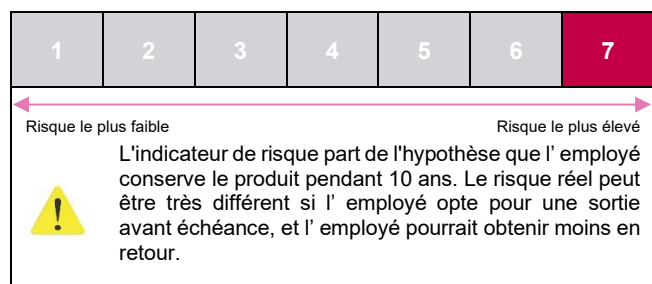 1 2 3 4 5 6 7
Risque le plus faible Risque le plus élevé
L'indicateur de risque part de l'hypothèse que l' employé
conserve le produit pendant 10 ans. Le risque réel peut
être très différent si l' employé opte pour une sortie
avant échéance, et l' employé pourrait obtenir moins en
retour.